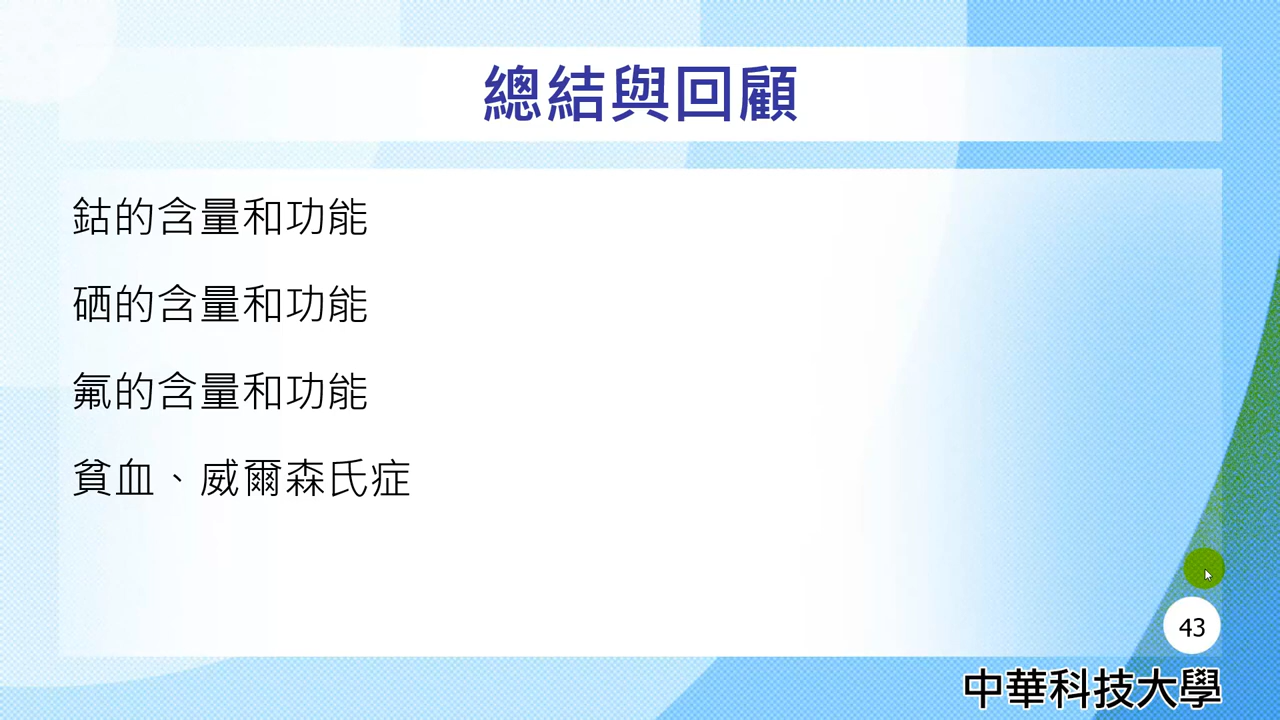 總結與回顧
鈷的含量和功能
硒的含量和功能
氟的含量和功能
貧血、威爾森氏症
43
中華科技大學